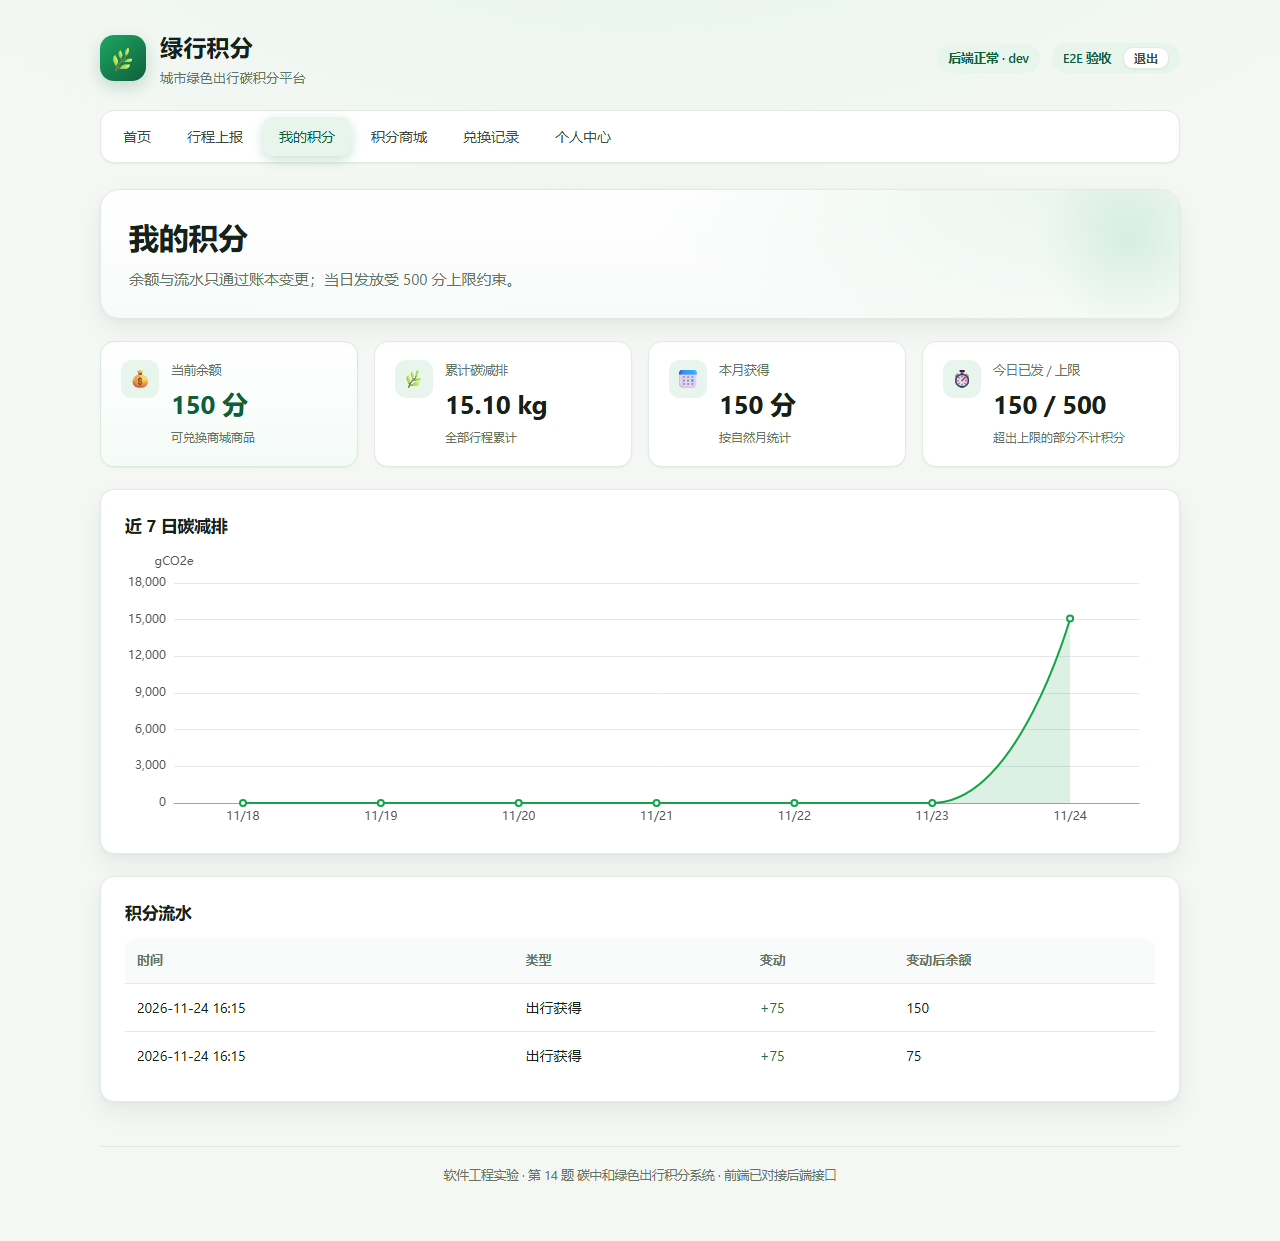 绿行积分
城市绿色出行碳积分平台
后端正常 · dev
E2E 验收
退出
首页
行程上报
我的积分
积分商城
兑换记录
个人中心
我的积分
余额与流水只通过账本变更；当日发放受 500 分上限约束。
当前余额
150 分
可兑换商城商品
累计碳减排
15.10 kg
全部行程累计
本月获得
150 分
按自然月统计
今日已发 / 上限
150 / 500
超出上限的部分不计积分
近 7 日碳减排
gCO2e
18,000
15,000
12,000
9,000
6,000
3,000
0
11/18 11/19 11/20 11/21 11/22 11/23 11/24
积分流水
时间 类型 变动 变动后余额
2026-11-24 16:15 出行获得 +75 150
2026-11-24 16:15 出行获得 +75 75
软件工程实验 · 第 14 题 碳中和绿色出行积分系统 · 前端已对接后端接口